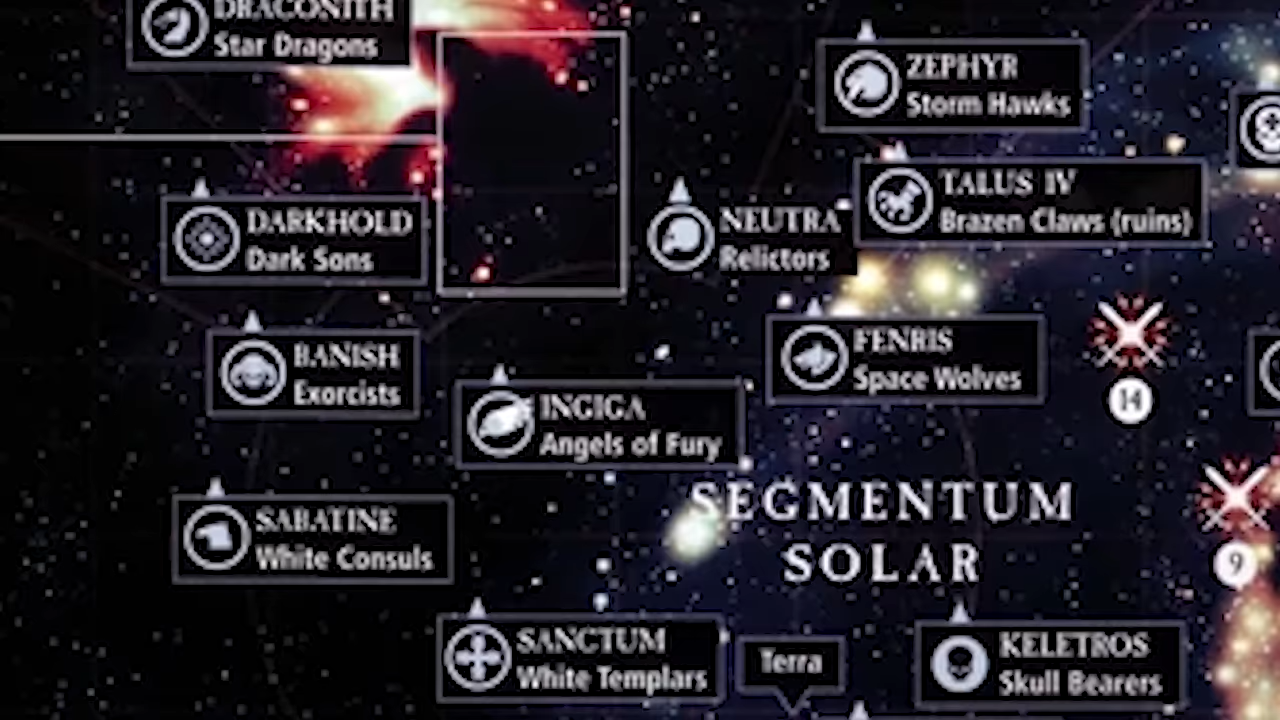 DRACONITH
Star Dragons
ZEPHYR
Storm Hawks
TALUS IV
Brazen Claws (ruins)
DARKHOLD
Dark Sons
NEUTRA
Relictors
FENRIS
Space Wolves
14
BANISH
Exorcists
INGIGA
Angels of Fury
SEGMENTUM
SOLAR
SABATINE
White Consuls
9
SANCTUM
White Templars
Terra
KELETROS
Skull Bearers